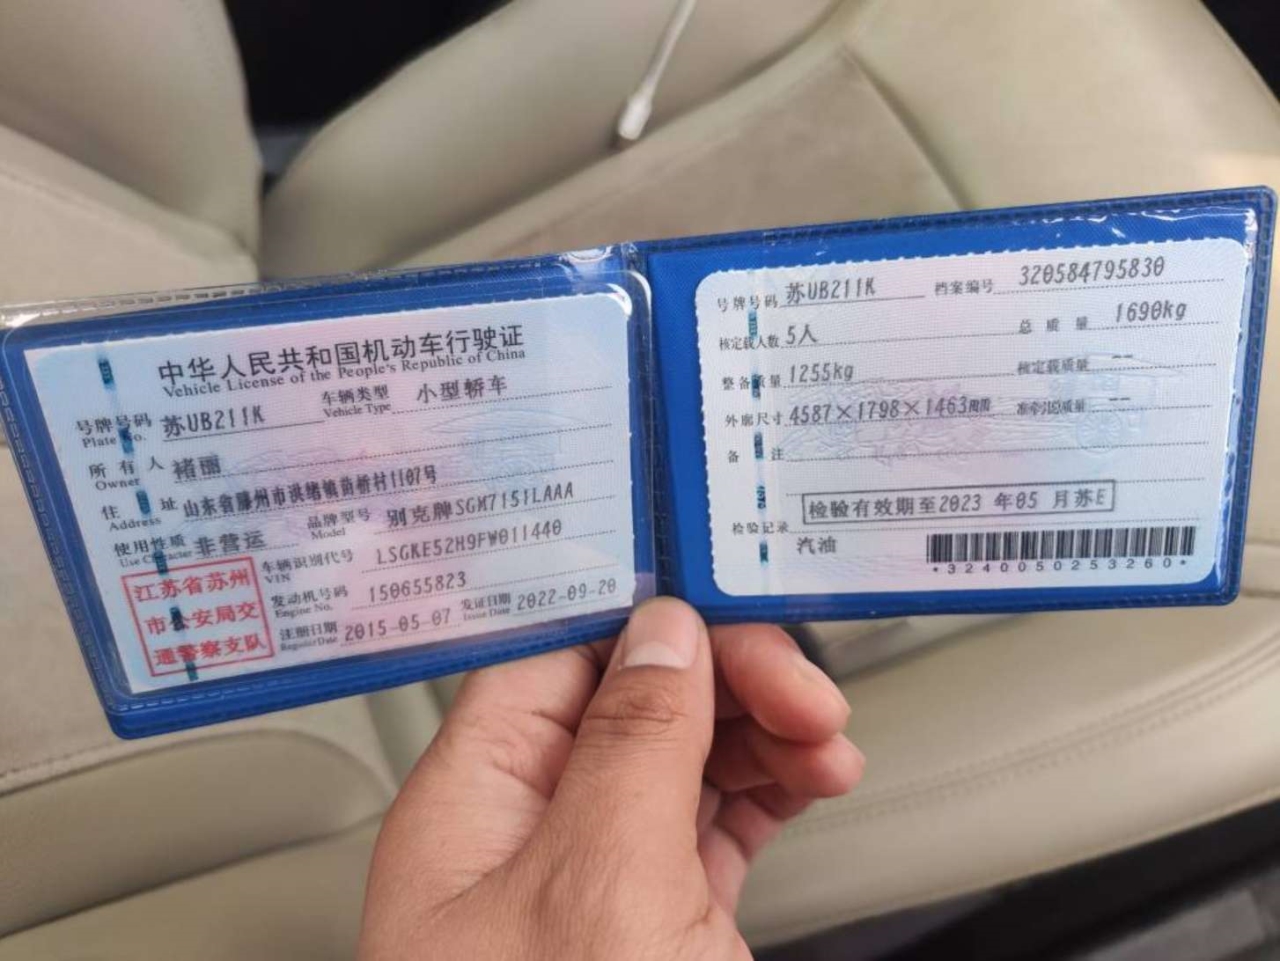 中华人民共和国机动车行驶证
Vehicle License of the People's Republic of China
号牌号码 苏UB211K 车辆类型 小型轿车
Plate No. Vehicle Type
所有人 褚丽
Owner
住址 山东省滕州市洪绪镇苗桥村1107号
Address
使用性质 非营运 品牌型号 别克牌SGM7151LAAA
Use Character Model
车辆识别代号 LSGKE52H9FW011440
VIN
发动机号码 150655823
Engine No.
注册日期 2015-05-07 发证日期 2022-09-20
Register Date Issue Date
江苏省苏州
市公安局交
通警察支队
号牌号码 苏UB211K 档案编号 320584795830
核定载人数 5人 总质量 1690kg
整备质量 1255kg 核定载质量 --
外廓尺寸 4587×1798×1463 准牵引总质量 --
备注
检验有效期至2023年05月苏E
检验记录
汽油
*3240050253260*